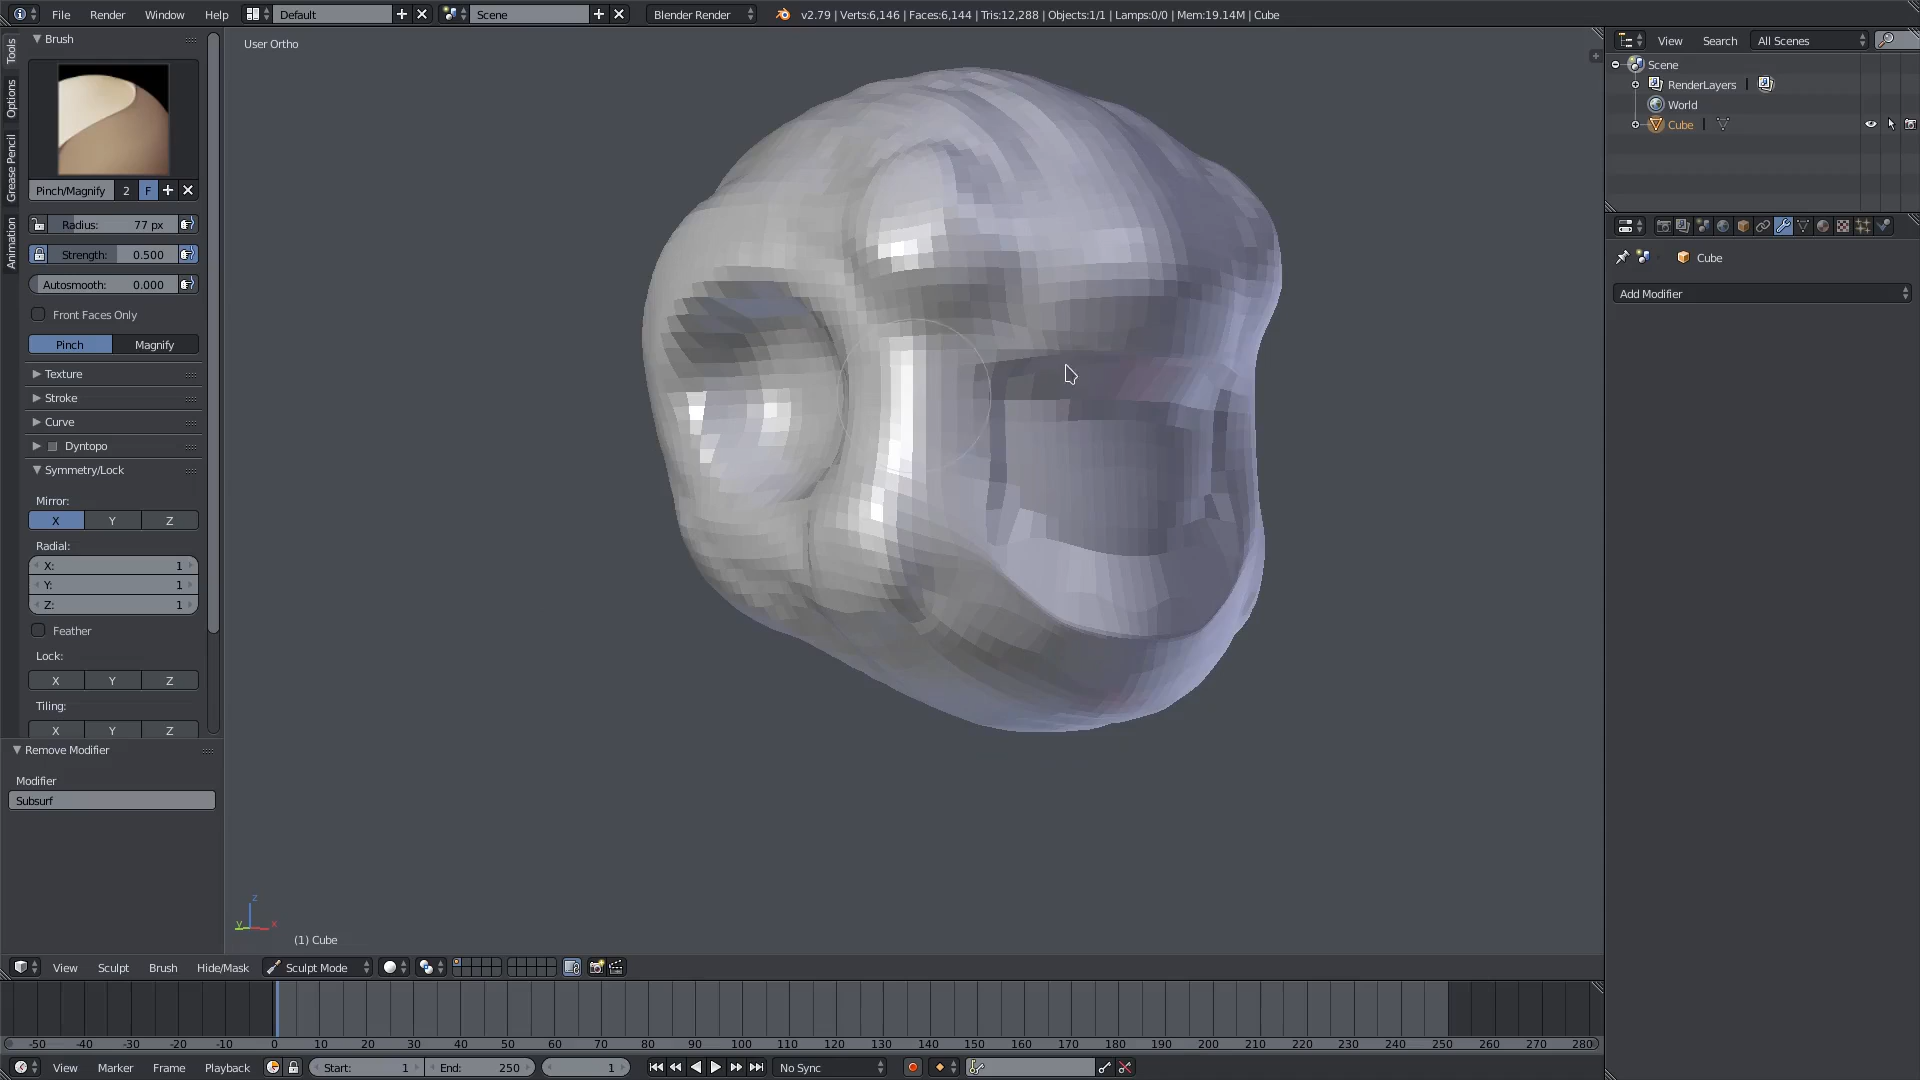 File Render Window Help Default Scene Blender Render v2.79 | Verts:6,146 | Faces:6,144 | Tris:12,288 | Objects:1/1 | Lamps:0/0 | Mem:19.14M | Cube
Tools
Options
Grease Pencil
Animation
Brush
Pinch/Magnify 2 F
Radius: 77 px
Strength: 0.500
Autosmooth: 0.000
Front Faces Only
Pinch Magnify
Texture
Stroke
Curve
Dyntopo
Symmetry/Lock
Mirror:
X Y Z
Radial:
X: 1
Y: 1
Z: 1
Feather
Lock:
X Y Z
Tiling:
X Y Z
Remove Modifier
Modifier
Subsurf
User Ortho
z
y x
(1) Cube
View Search All Scenes
Scene
RenderLayers
World
Cube
Cube
Add Modifier
View Sculpt Brush Hide/Mask Sculpt Mode
-50 -40 -30 -20 -10 0 10 20 30 40 50 60 70 80 90 100 110 120 130 140 150 160 170 180 190 200 210 220 230 240 250 260 270 280
View Marker Frame Playback Start: 1 End: 250 1 No Sync